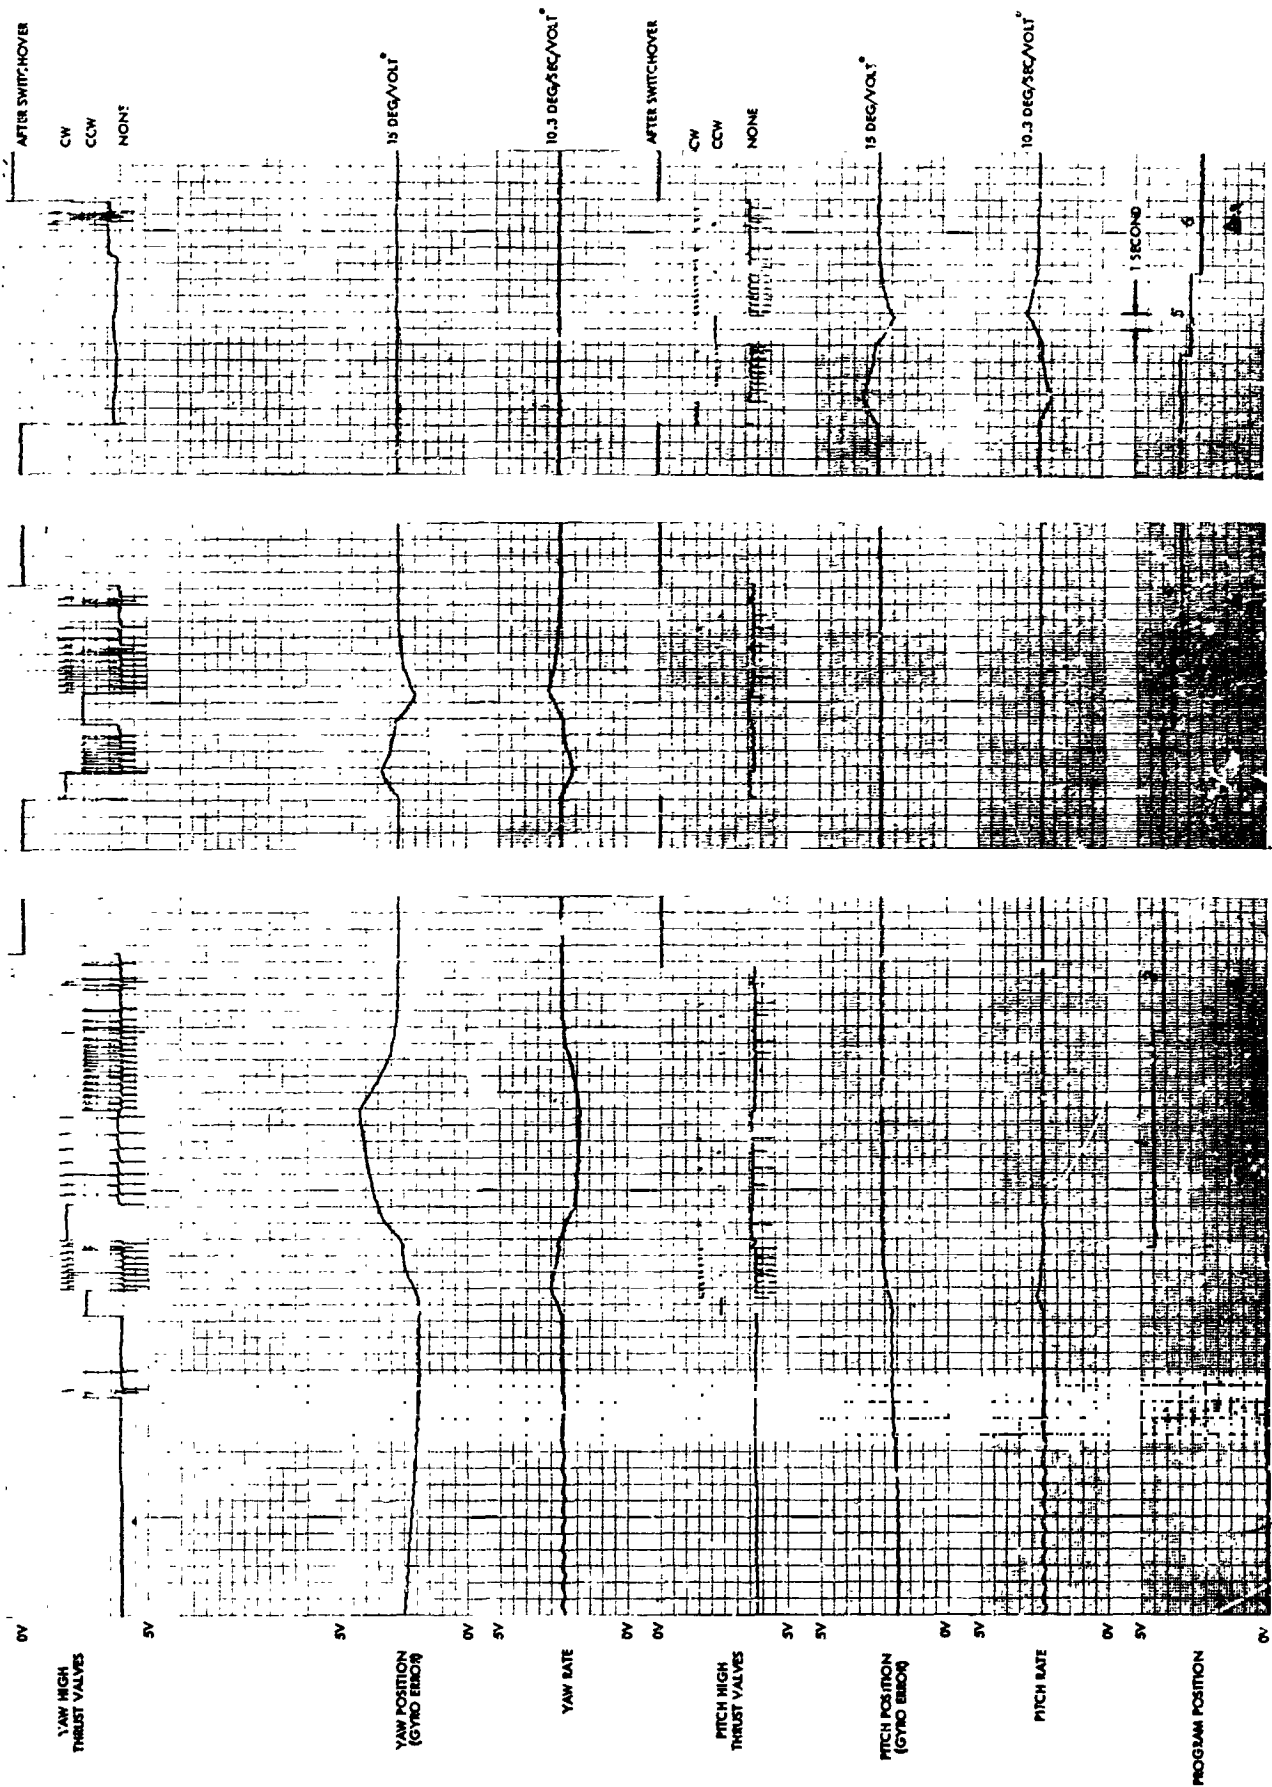 AFTER SWITCHOVER
CW
CCW
NONE
15 DEG/VOLT*
10.3 DEG/SEC/VOLT*
AFTER SWITCHOVER
CW
CCW
NONE
15 DEG/VOLT*
10.3 DEG/SEC/VOLT*
1 SECOND
5
6
0V
YAW HIGH
THRUST VALVES
5V
5V
YAW POSITION
(GYRO ERROR)
0V
5V
YAW RATE
0V
0V
PITCH HIGH
THRUST VALVES
5V
5V
PITCH POSITION
(GYRO ERROR)
0V
5V
PITCH RATE
0V
5V
PROGRAM POSITION
0V